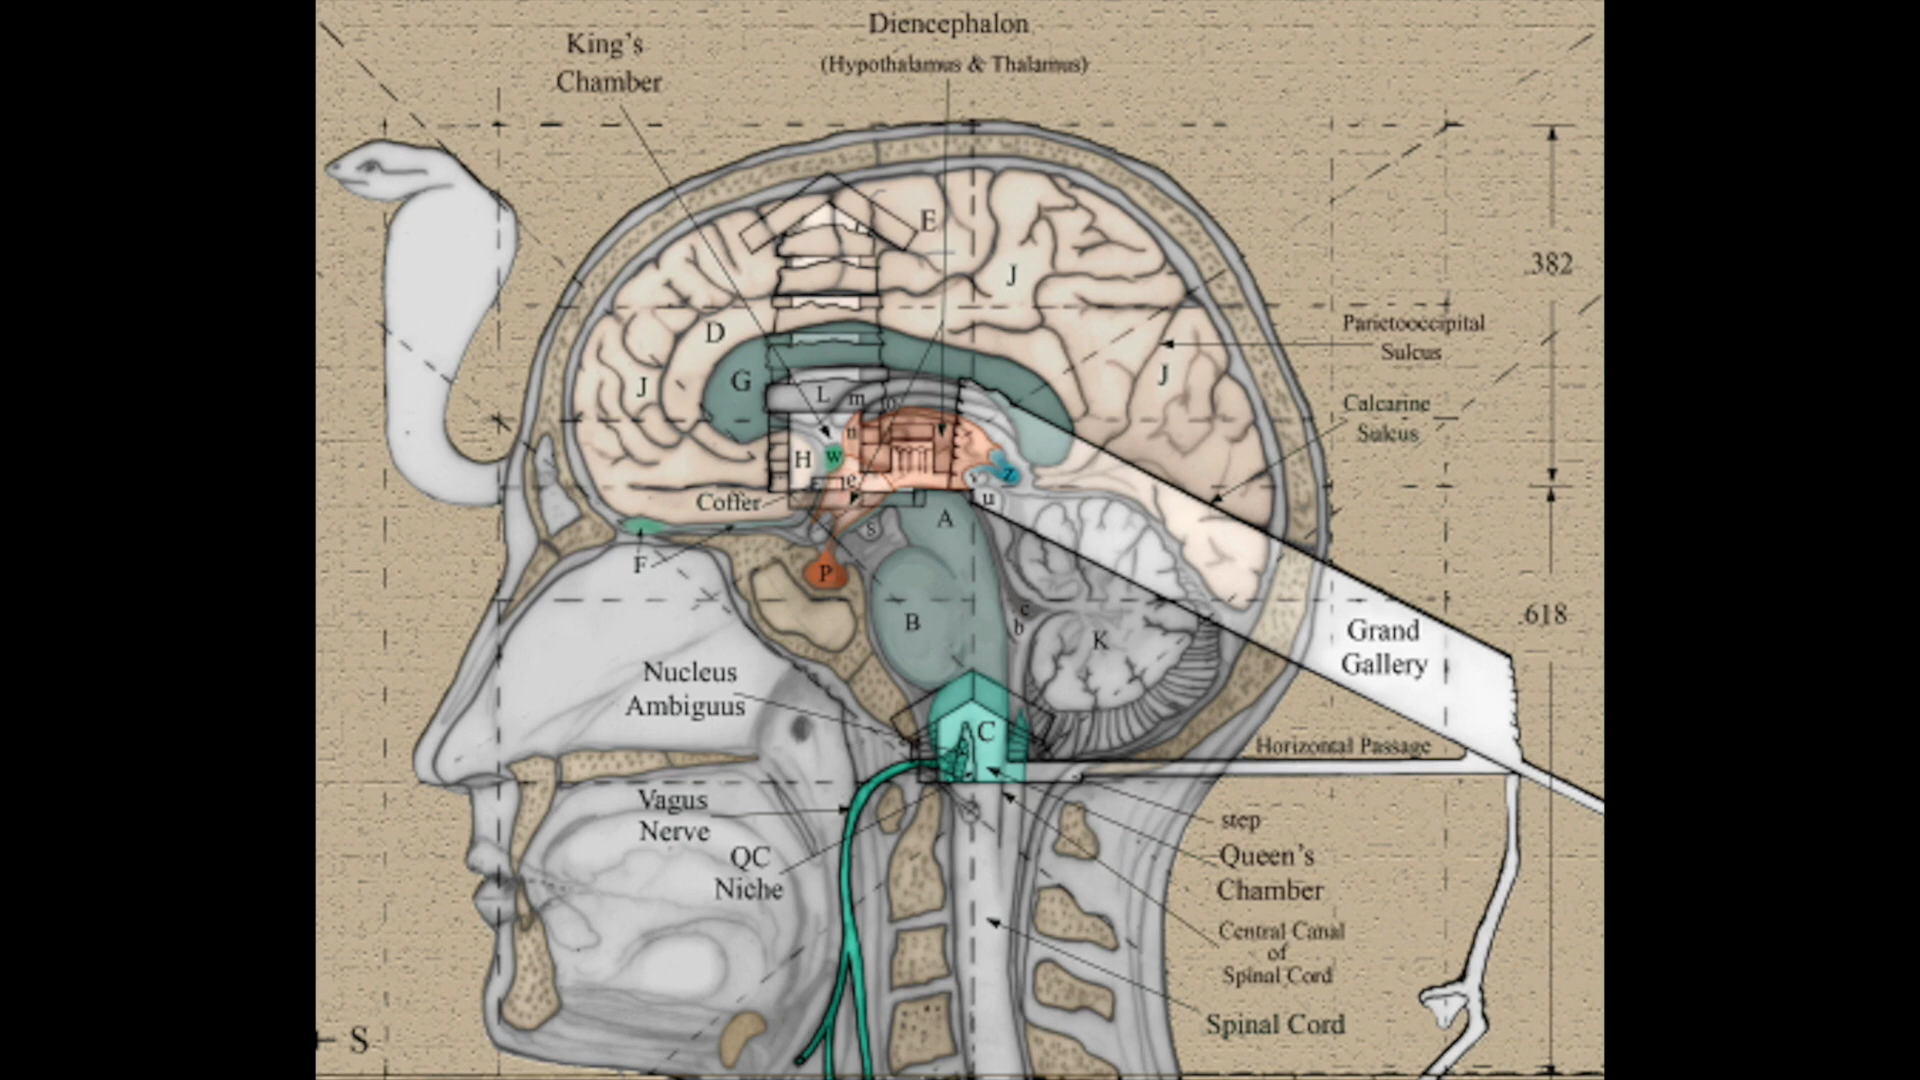 King's
Chamber
Diencephalon
(Hypothalamus & Thalamus)
E
J
J
.382
D
Parietooccipital
Sulcus
G
J
J
L
m
Calcarine
Sulcus
n
H
w
z
e
Coffer
u
A
s
F
P
B
c
b
K
.618
Grand
Gallery
Nucleus
Ambiguus
C
Horizontal Passage
Vagus
Nerve
step
QC
Niche
Queen's
Chamber
Central Canal
of
Spinal Cord
Spinal Cord
S